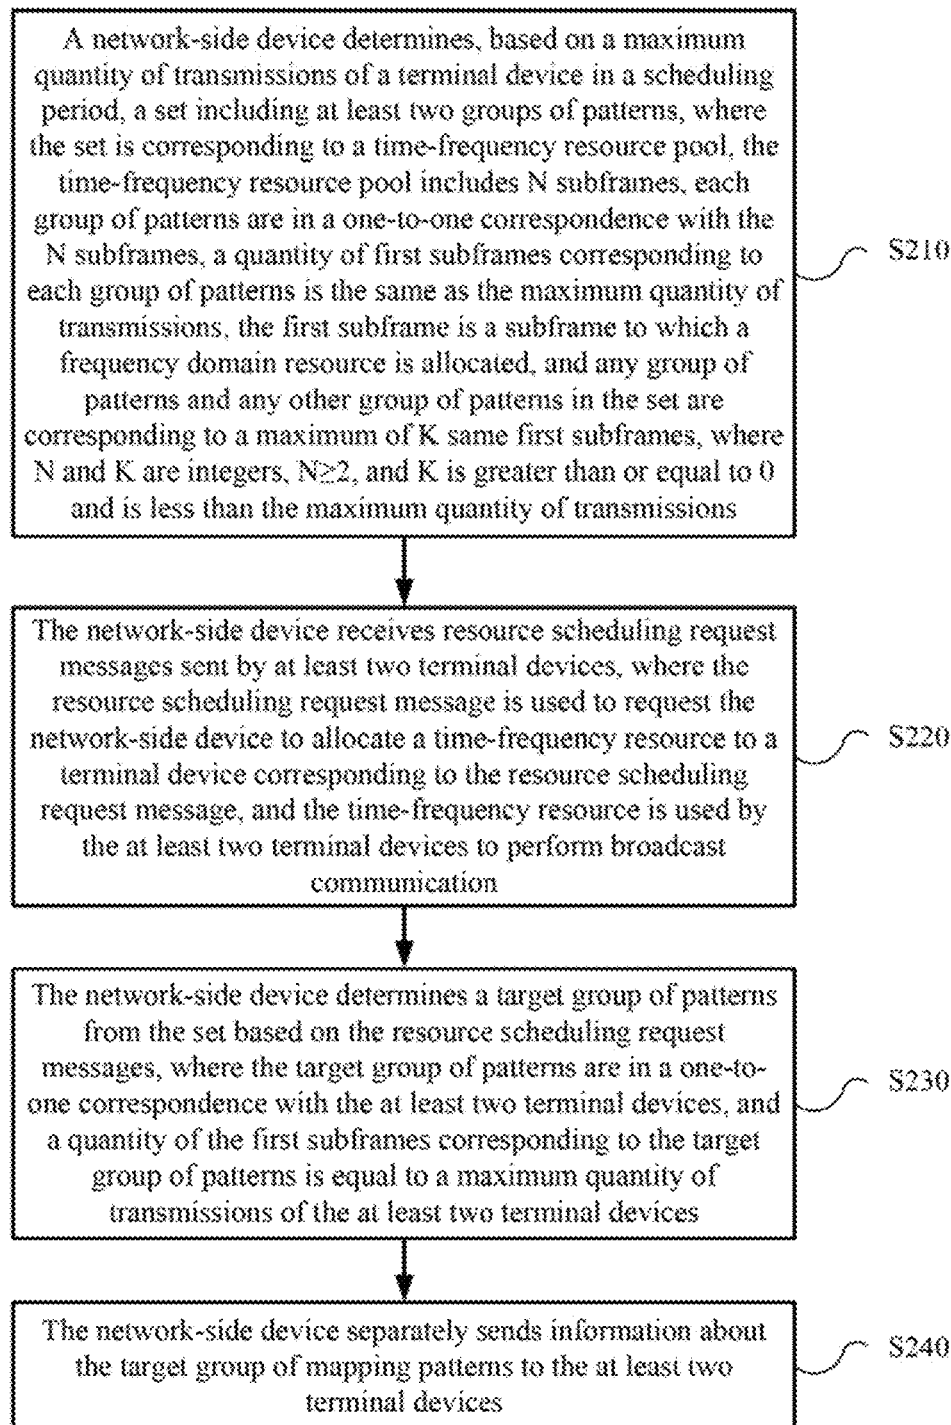 A network-side device determines, based on a maximum
quantity of transmissions of a terminal device in a scheduling
period, a set including at least two groups of patterns, where
the set is corresponding to a time-frequency resource pool, the
time-frequency resource pool includes N subframes, each
group of patterns are in a one-to-one correspondence with the
N subframes, a quantity of first subframes corresponding to
each group of patterns is the same as the maximum quantity of
transmissions, the first subframe is a subframe to which a
frequency domain resource is allocated, and any group of
patterns and any other group of patterns in the set are
corresponding to a maximum of K same first subframes, where
N and K are integers, N≥2, and K is greater than or equal to 0
and is less than the maximum quantity of transmissions
S210
The network-side device receives resource scheduling request
messages sent by at least two terminal devices, where the
resource scheduling request message is used to request the
network-side device to allocate a time-frequency resource to a
terminal device corresponding to the resource scheduling
request message, and the time-frequency resource is used by
the at least two terminal devices to perform broadcast
communication
S220
The network-side device determines a target group of patterns
from the set based on the resource scheduling request
messages, where the target group of patterns are in a one-to-
one correspondence with the at least two terminal devices, and
a quantity of the first subframes corresponding to the target
group of patterns is equal to a maximum quantity of
transmissions of the at least two terminal devices
S230
The network-side device separately sends information about
the target group of mapping patterns to the at least two
terminal devices
S240